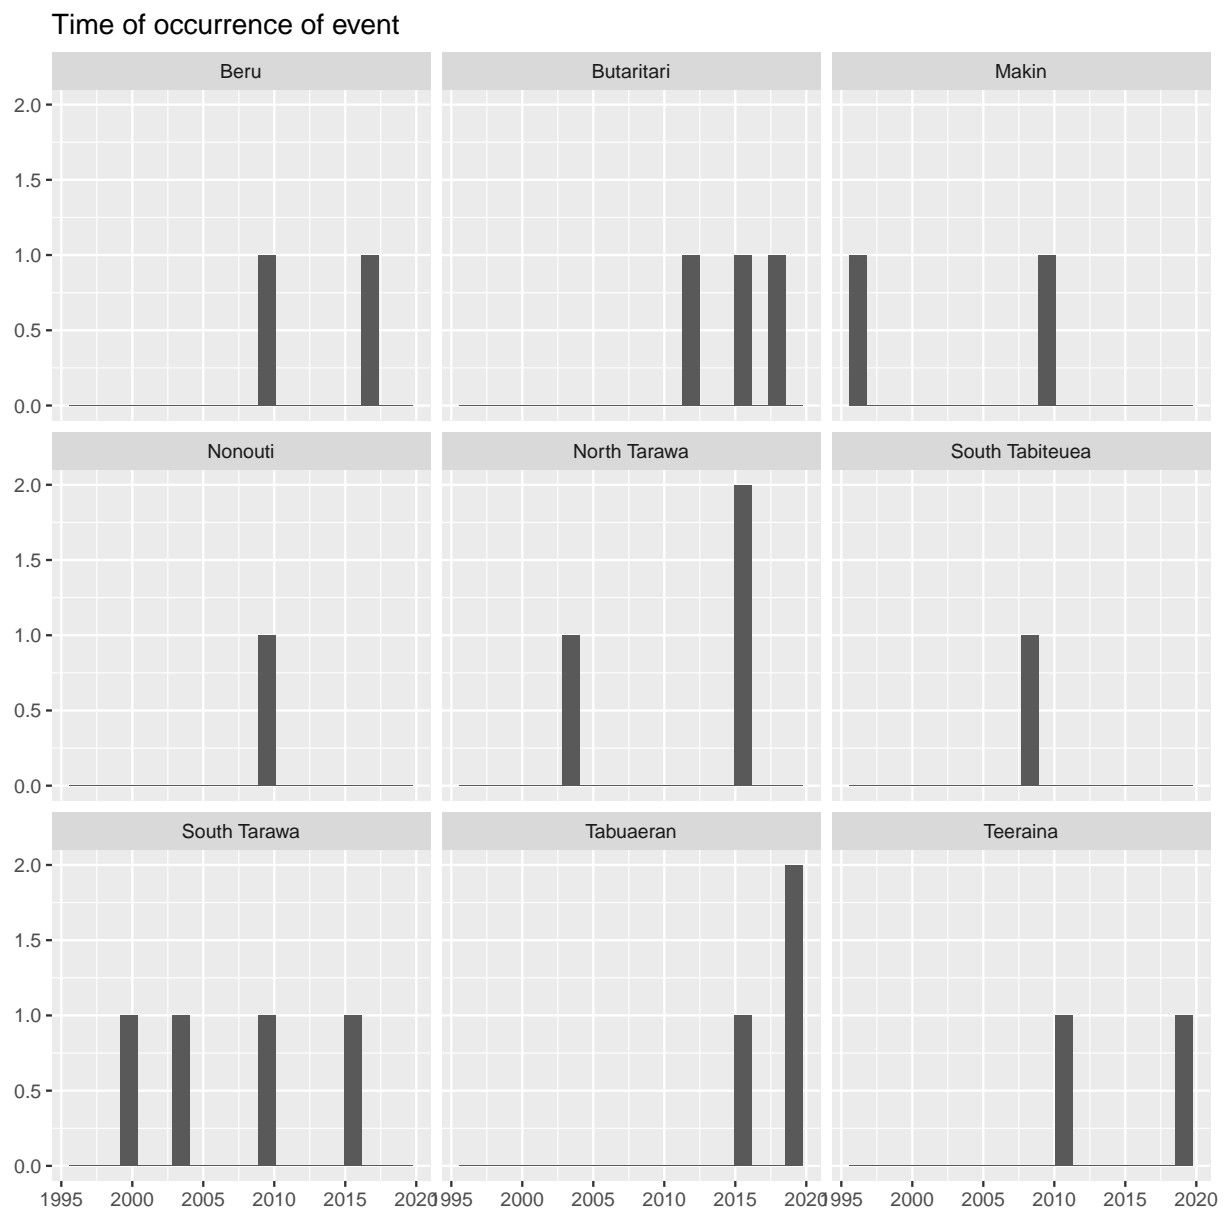 Time of occurrence of event
Beru
Butaritari
Makin
2.0
1.5
1.0
0.5
0.0
Nonouti
North Tarawa
South Tabiteuea
2.0
1.5
1.0
0.5
0.0
South Tarawa
Tabuaeran
Teeraina
2.0
1.5
1.0
0.5
0.0
1995 2000 2005 2010 2015 2020
1995 2000 2005 2010 2015 2020
1995 2000 2005 2010 2015 2020